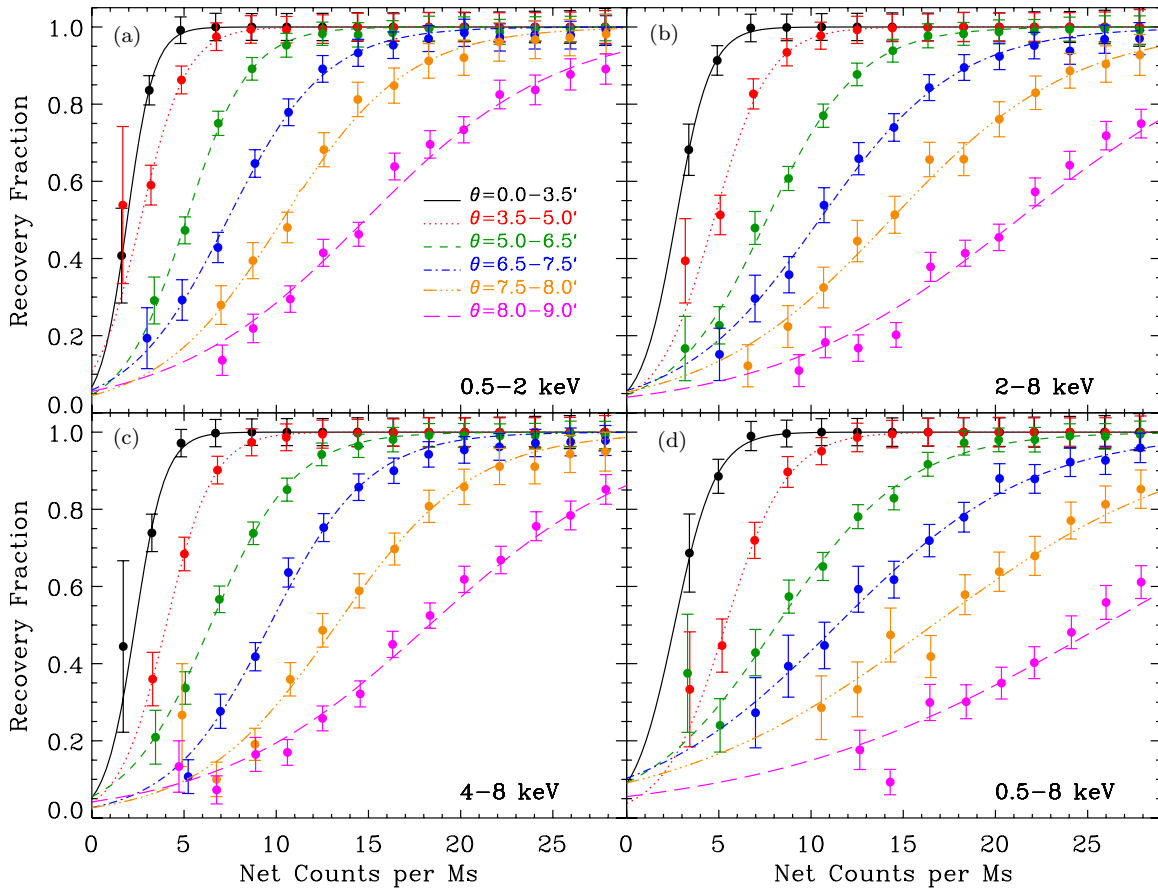 (a)
(b)
1.0
0.8
0.6
0.4
0.2
0.0
Recovery Fraction
θ=0.0−3.5′
θ=3.5−5.0′
θ=5.0−6.5′
θ=6.5−7.5′
θ=7.5−8.0′
θ=8.0−9.0′
0.5−2 keV
2−8 keV
(c)
(d)
1.0
0.8
0.6
0.4
0.2
0.0
Recovery Fraction
4−8 keV
0.5−8 keV
0 5 10 15 20 25
0 5 10 15 20 25
Net Counts per Ms
Net Counts per Ms